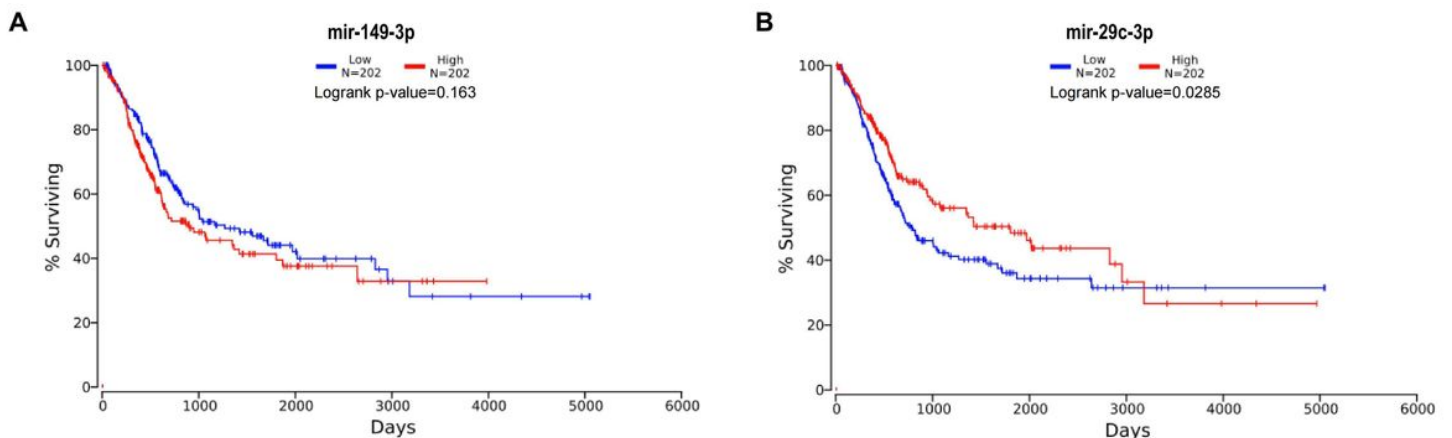 A
mir-149-3p
Low
N=202
High
N=202
Logrank p-value=0.163
% Surviving
100
80
60
40
20
0
0 1000 2000 3000 4000 5000 6000
Days
B
mir-29c-3p
Low
N=202
High
N=202
Logrank p-value=0.0285
% Surviving
100
80
60
40
20
0
0 1000 2000 3000 4000 5000 6000
Days